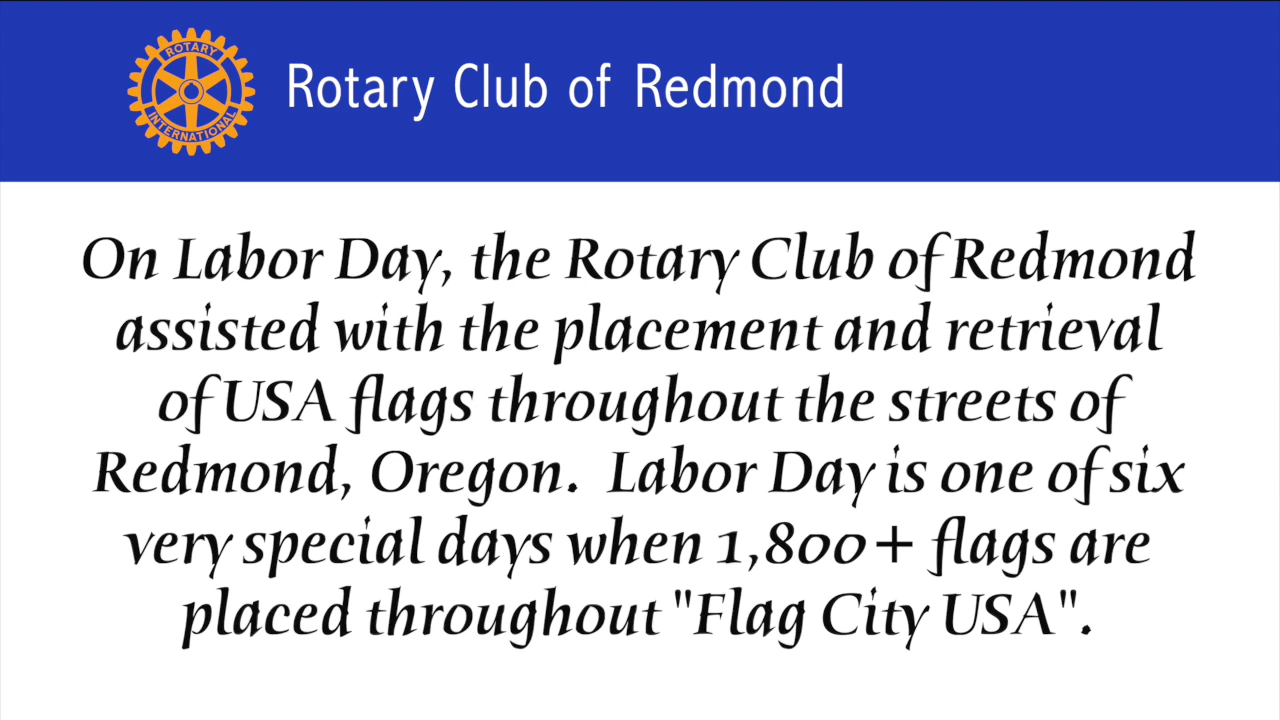 ROTARY
INTERNATIONAL
Rotary Club of Redmond
On Labor Day, the Rotary Club of Redmond
assisted with the placement and retrieval
of USA flags throughout the streets of
Redmond, Oregon.  Labor Day is one of six
very special days when 1,800+ flags are
placed throughout "Flag City USA".